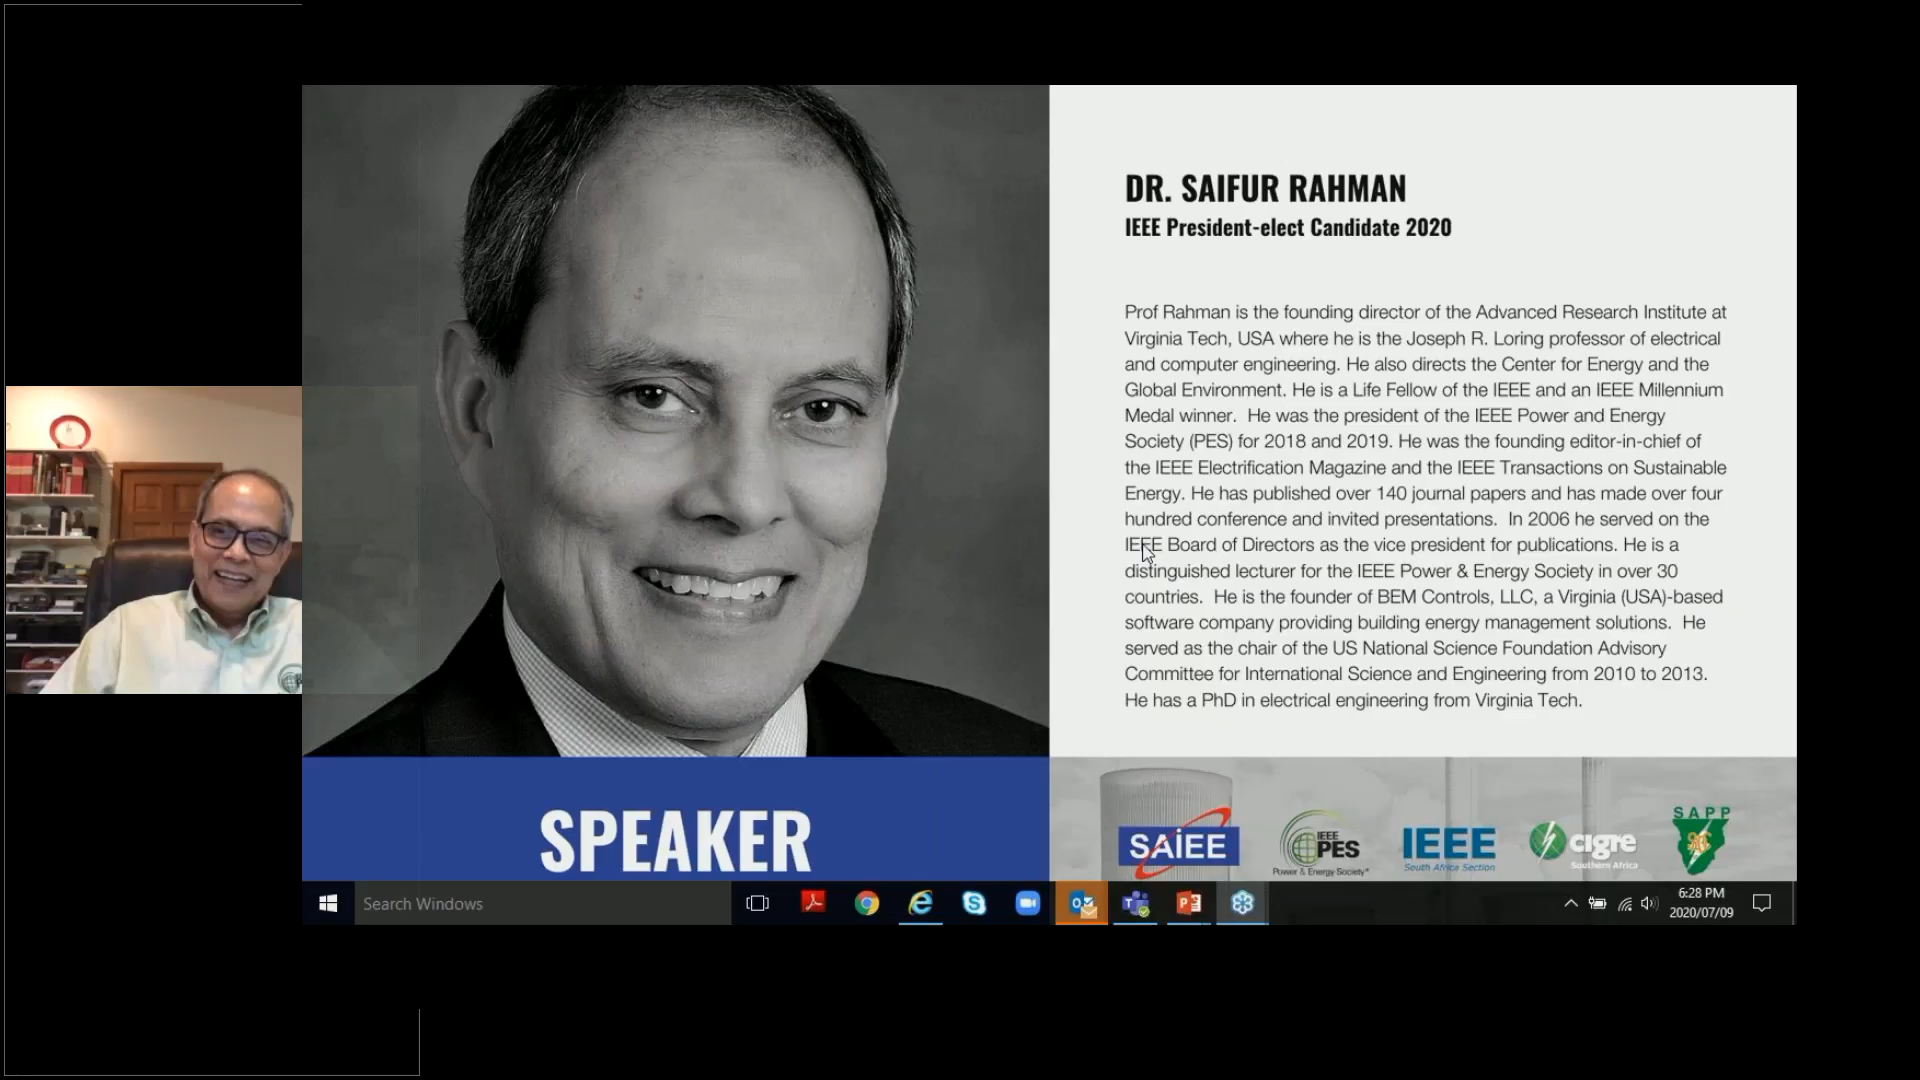 DR. SAIFUR RAHMAN
IEEE President-elect Candidate 2020
Prof Rahman is the founding director of the Advanced Research Institute at
Virginia Tech, USA where he is the Joseph R. Loring professor of electrical
and computer engineering. He also directs the Center for Energy and the
Global Environment. He is a Life Fellow of the IEEE and an IEEE Millennium
Medal winner.  He was the president of the IEEE Power and Energy
Society (PES) for 2018 and 2019. He was the founding editor-in-chief of
the IEEE Electrification Magazine and the IEEE Transactions on Sustainable
Energy. He has published over 140 journal papers and has made over four
hundred conference and invited presentations.  In 2006 he served on the
IEEE Board of Directors as the vice president for publications. He is a
distinguished lecturer for the IEEE Power & Energy Society in over 30
countries.  He is the founder of BEM Controls, LLC, a Virginia (USA)-based
software company providing building energy management solutions.  He
served as the chair of the US National Science Foundation Advisory
Committee for International Science and Engineering from 2010 to 2013.
He has a PhD in electrical engineering from Virginia Tech.
SPEAKER
SAiEE
IEEE
PES
Power & Energy Society®
IEEE
South Africa Section
cigre
Southern Africa
SAPP
Search Windows
6:28 PM
2020/07/09